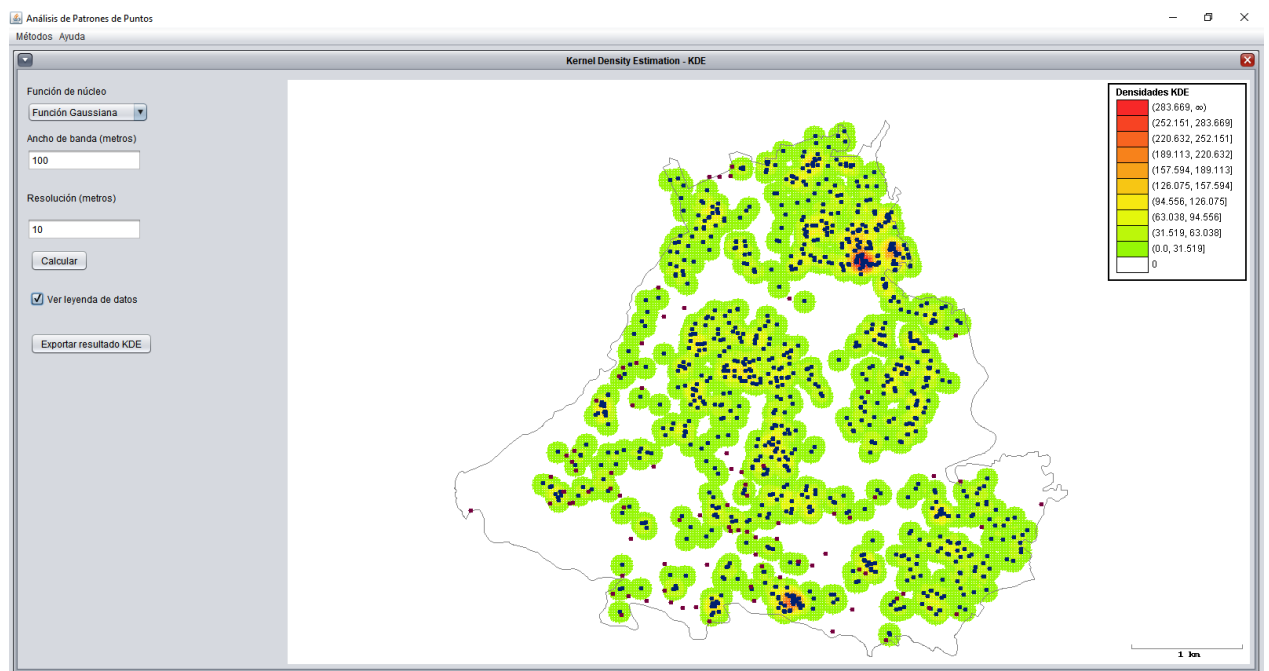 Análisis de Patrones de Puntos
Métodos Ayuda
Kernel Density Estimation - KDE
Función de núcleo
Función Gaussiana
Ancho de banda (metros)
100
Resolución (metros)
10
Calcular
Ver leyenda de datos
Exportar resultado KDE
Densidades KDE
(283.669, ∞)
(252.151, 283.669]
(220.632, 252.151]
(189.113, 220.632]
(157.594, 189.113]
(126.075, 157.594]
(94.556, 126.075]
(63.038, 94.556]
(31.519, 63.038]
(0.0, 31.519]
0
1 km